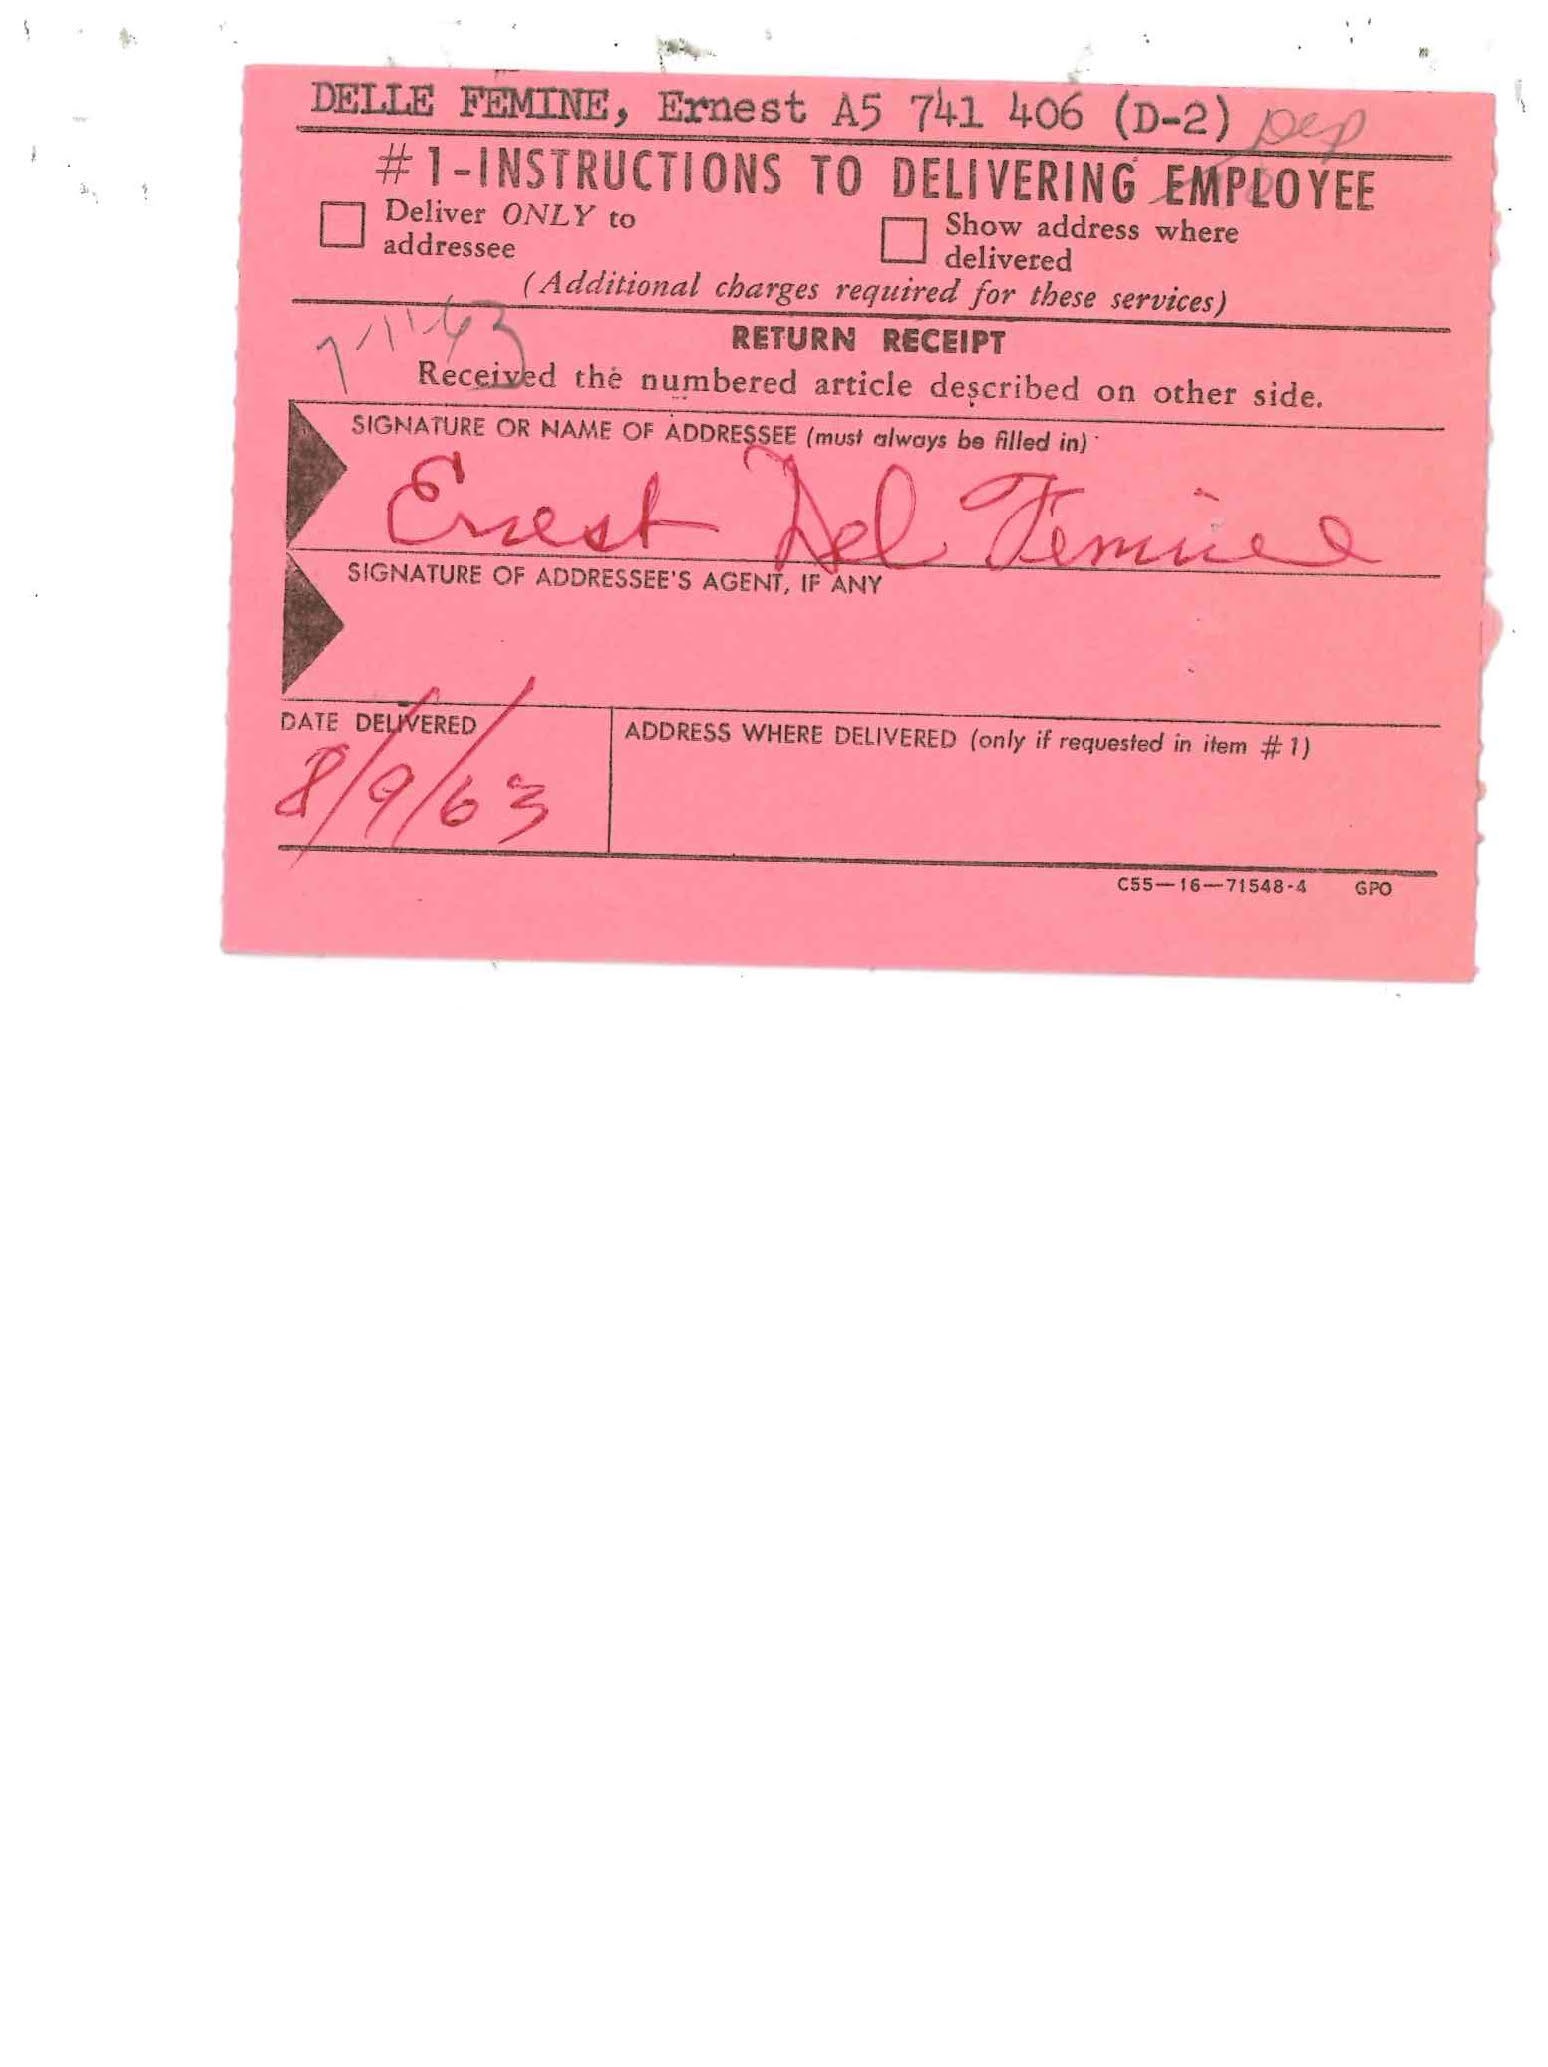 DELLE FEMINE, Ernest A5 741 406 (D-2)
# 1-INSTRUCTIONS TO DELIVERING EMPLOYEE
Deliver ONLY to addressee
Show address where delivered
(Additional charges required for these services)
7-11-63
RETURN RECEIPT
Received the numbered article described on other side.
SIGNATURE OR NAME OF ADDRESSEE (must always be filled in)
Ernest Del Femine
SIGNATURE OF ADDRESSEE'S AGENT, IF ANY
DATE DELIVERED
8/9/63
ADDRESS WHERE DELIVERED (only if requested in item # 1)
C55—16—71548-4 GPO